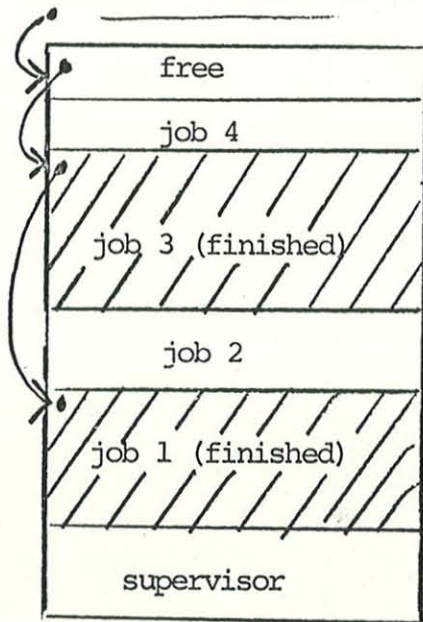 free
job 4
job 3 (finished)
job 2
job 1 (finished)
supervisor